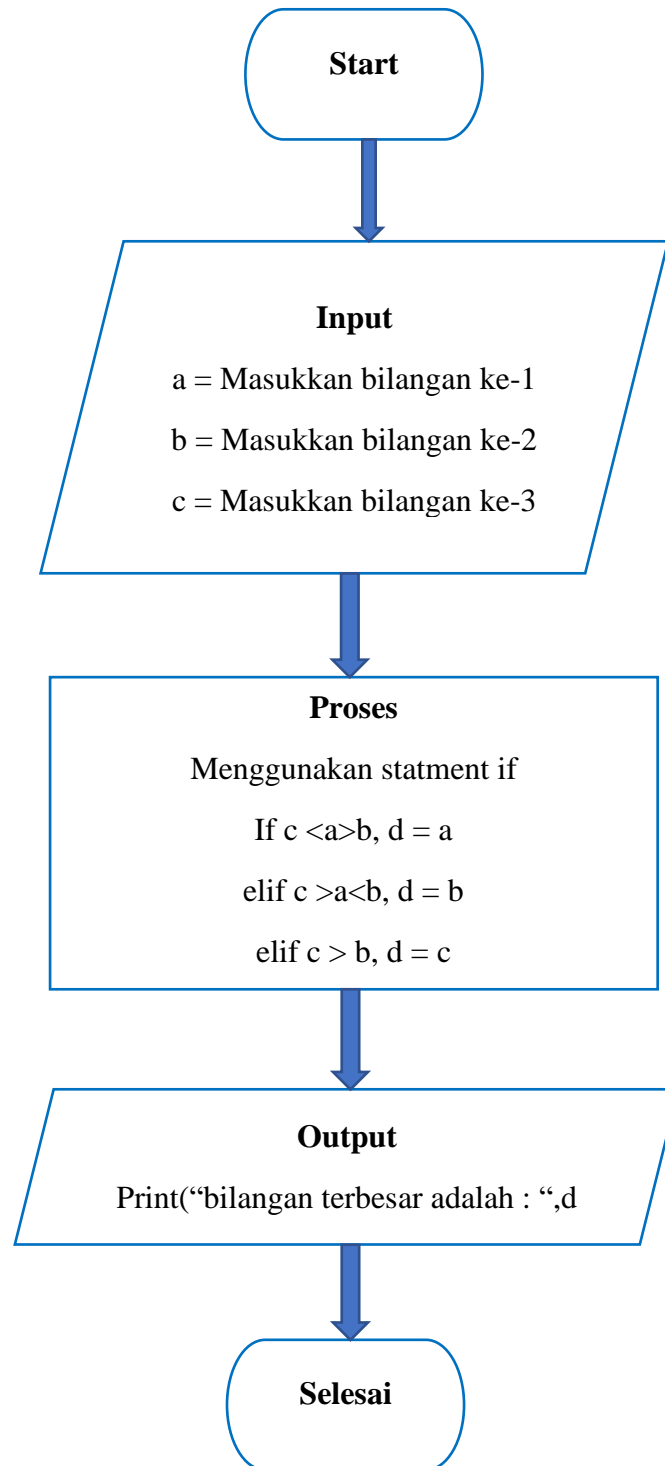 Start
Input
a = Masukkan bilangan ke-1
b = Masukkan bilangan ke-2
c = Masukkan bilangan ke-3
Proses
Menggunakan statment if
If c <a>b, d = a
elif c >a<b, d = b
elif c > b, d = c
Output
Print(“bilangan terbesar adalah : “,d
Selesai